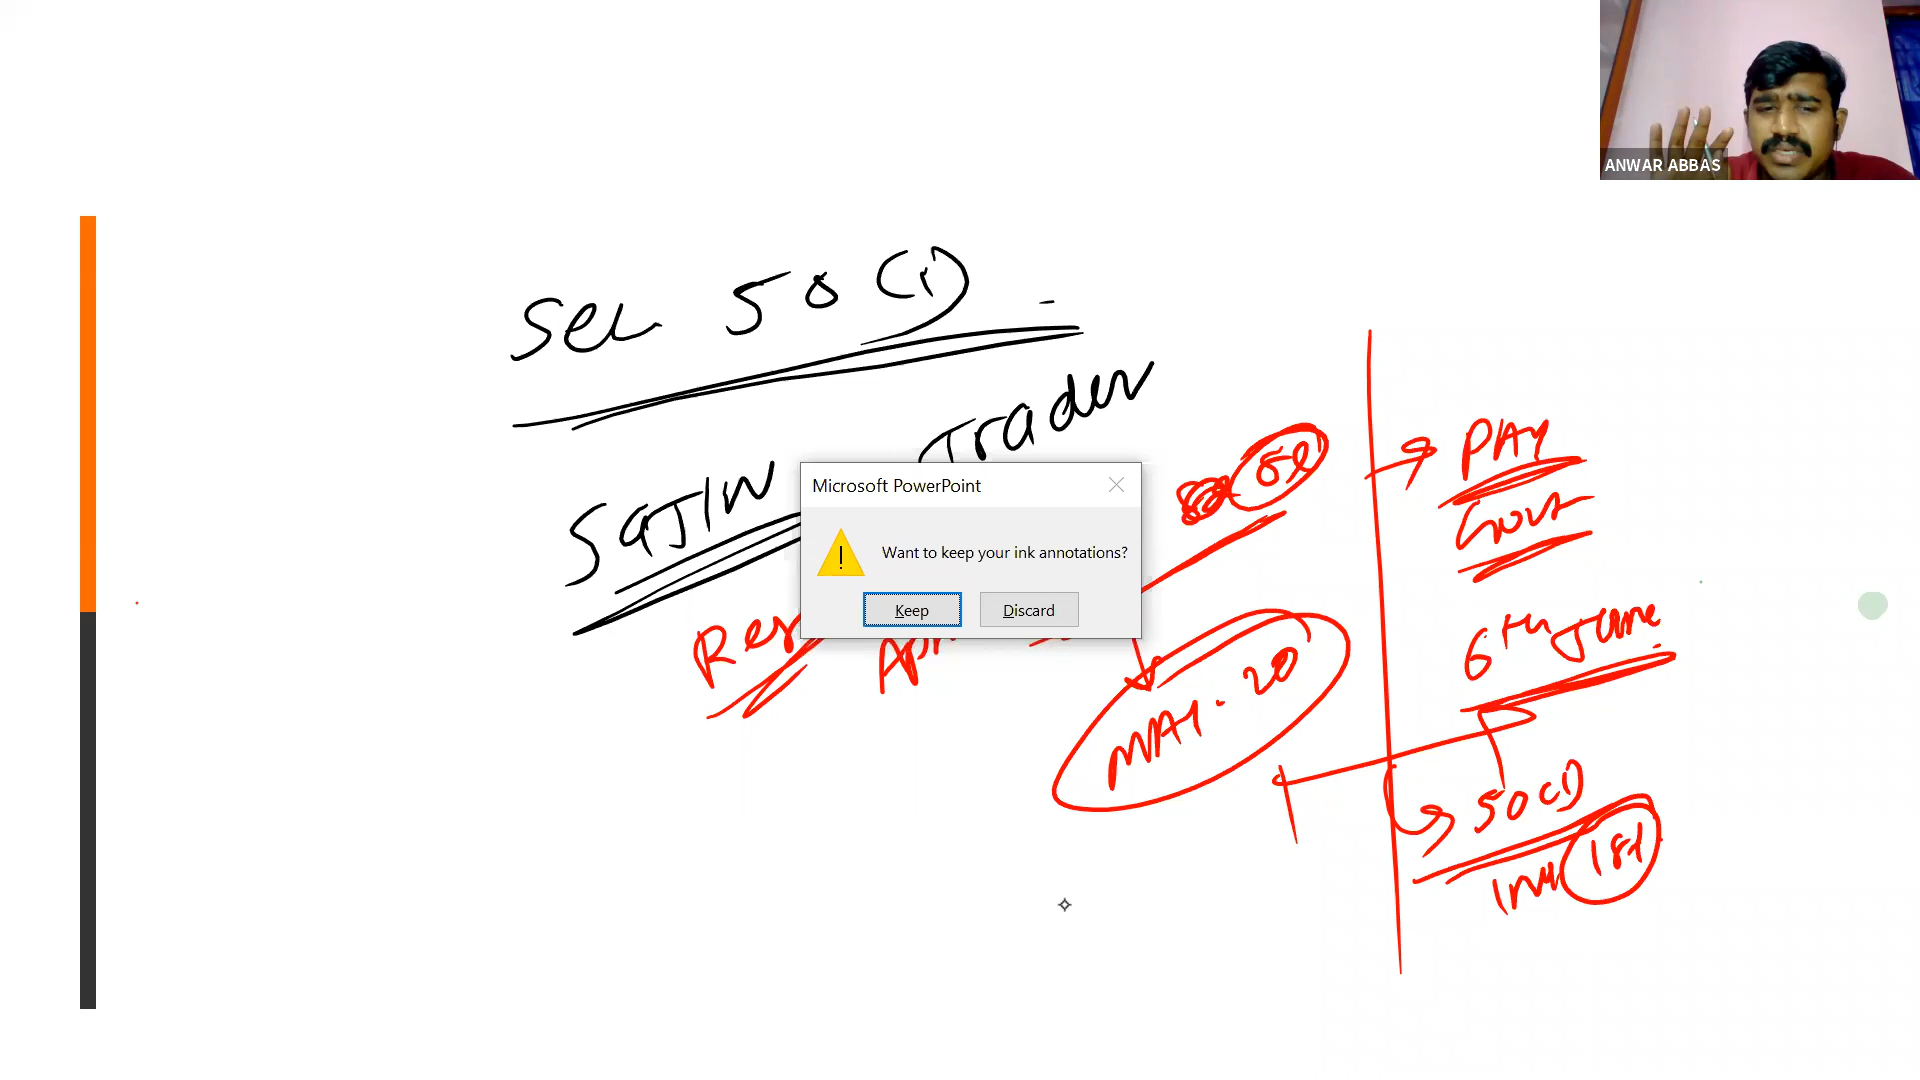 ANWAR ABBAS
Sec 50(1)
SAJIN Trader
Microsoft PowerPoint
Want to keep your ink annotations?
Keep Discard
MAY-20
PAY
Govt
6th June
50(1)